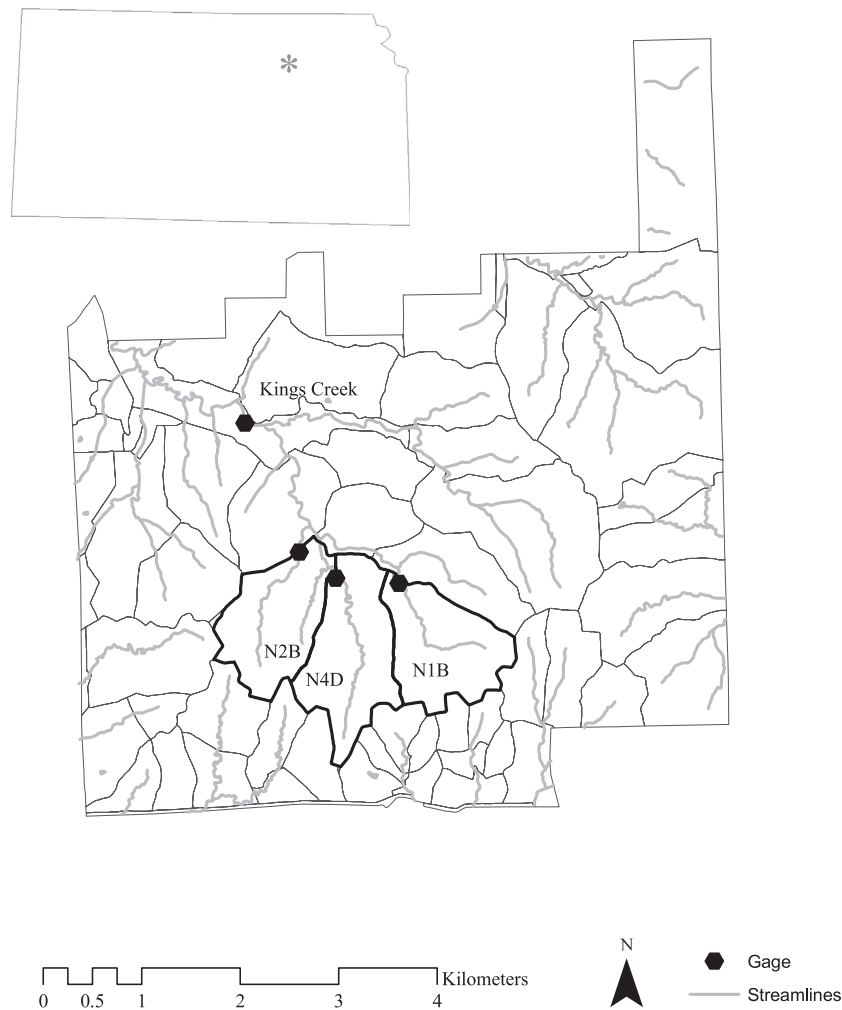 *
Kings Creek
N2B
N4D
N1B
N
Gage
Kilometers
Streamlines
0 0.5 1 2 3 4